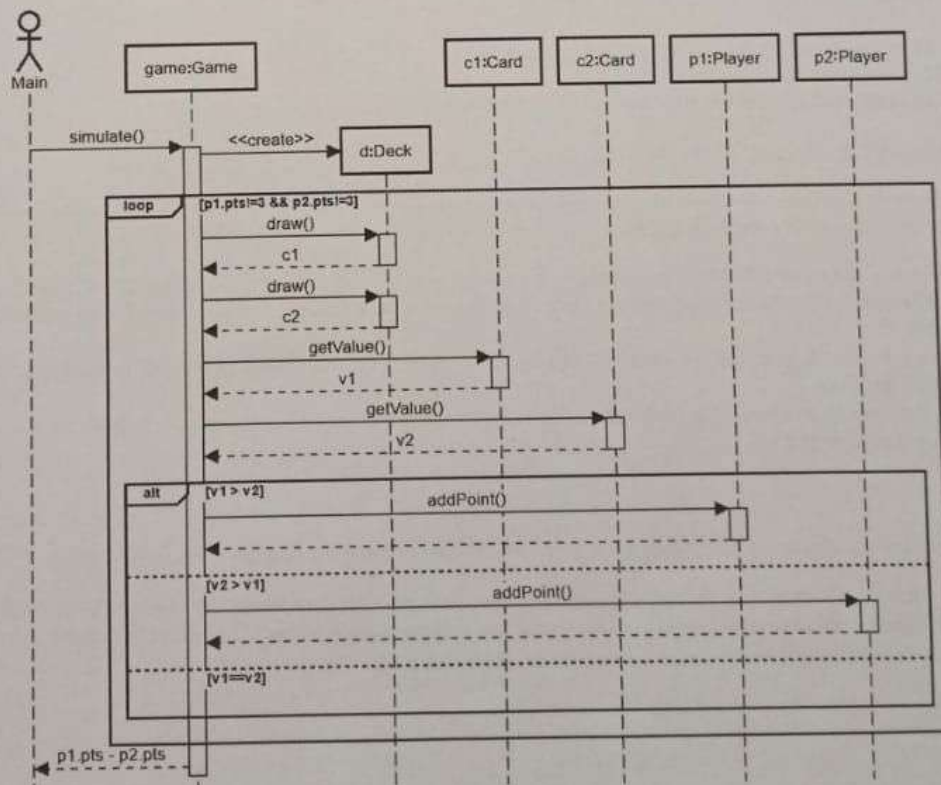 Main
game:Game
c1:Card
c2:Card
p1:Player
p2:Player
simulate()
<<create>>
d:Deck
loop
[p1.pts!=3 && p2.pts!=3]
draw()
c1
draw()
c2
getValue()
v1
getValue()
v2
alt
[v1 > v2]
addPoint()
[v2 > v1]
addPoint()
[v1==v2]
p1.pts - p2.pts